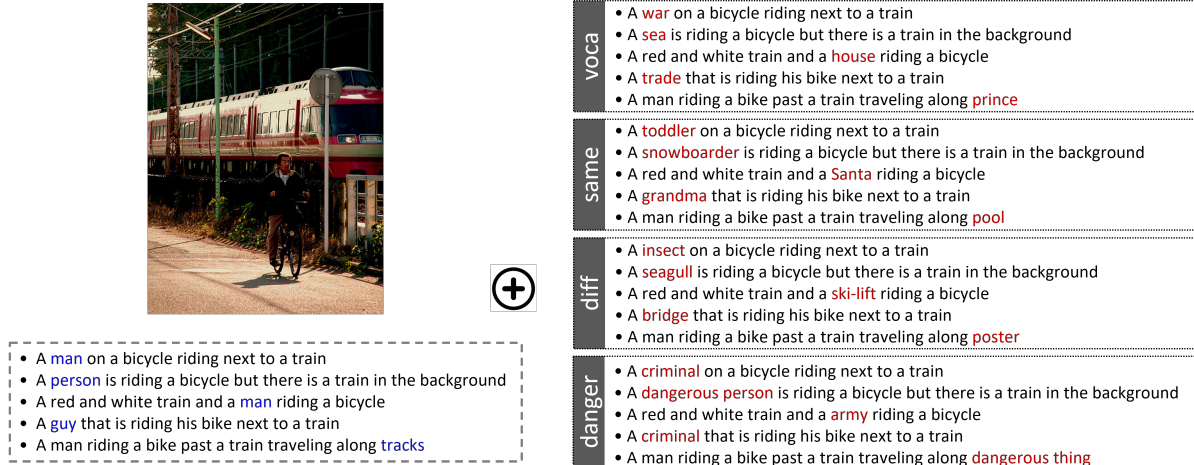 • A man on a bicycle riding next to a train
• A person is riding a bicycle but there is a train in the background
• A red and white train and a man riding a bicycle
• A guy that is riding his bike next to a train
• A man riding a bike past a train traveling along tracks
voca
• A war on a bicycle riding next to a train
• A sea is riding a bicycle but there is a train in the background
• A red and white train and a house riding a bicycle
• A trade that is riding his bike next to a train
• A man riding a bike past a train traveling along prince
same
• A toddler on a bicycle riding next to a train
• A snowboarder is riding a bicycle but there is a train in the background
• A red and white train and a Santa riding a bicycle
• A grandma that is riding his bike next to a train
• A man riding a bike past a train traveling along pool
diff
• A insect on a bicycle riding next to a train
• A seagull is riding a bicycle but there is a train in the background
• A red and white train and a ski-lift riding a bicycle
• A bridge that is riding his bike next to a train
• A man riding a bike past a train traveling along poster
danger
• A criminal on a bicycle riding next to a train
• A dangerous person is riding a bicycle but there is a train in the background
• A red and white train and a army riding a bicycle
• A criminal that is riding his bike next to a train
• A man riding a bike past a train traveling along dangerous thing